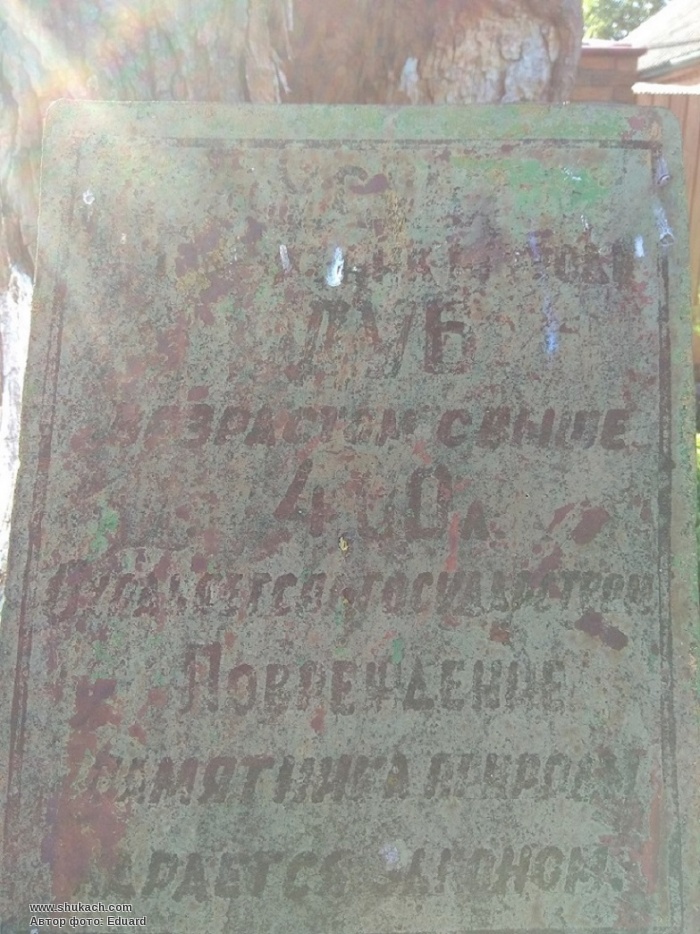 ДУБ
ВОЗРАСТОМ СВЫШЕ
400 л.
ОХРАНЯЕТСЯ ГОСУДАРСТВОМ
ПОВРЕЖДЕНИЕ
ПАМЯТНИКА ПРИРОДЫ
КАРАЕТСЯ ЗАКОНОМ.
www.shukach.com
Автор фото: Eduard